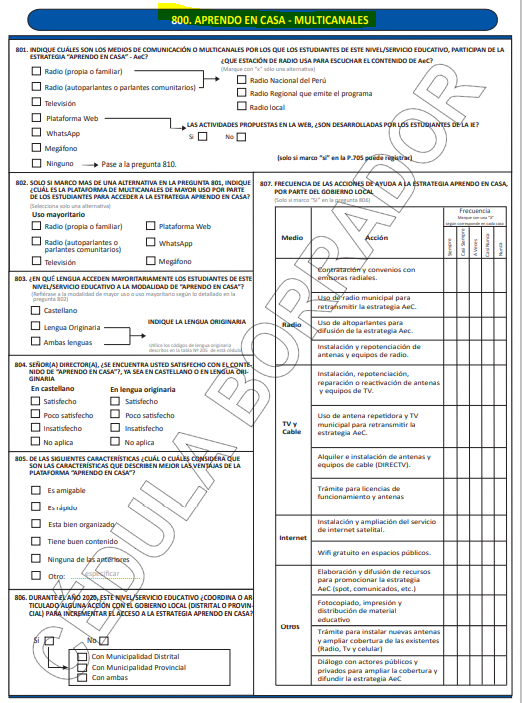 800. APRENDO EN CASA - MULTICANALES
801. INDIQUE CUÁLES SON LOS MEDIOS DE COMUNICACIÓN O MULTICANALES POR LOS QUE LOS ESTUDIANTES DE ESTE NIVEL/SERVICIO EDUCATIVO, PARTICIPAN DE LA
ESTRATEGIA "APRENDO EN CASA" - AeC?
¿QUE ESTACIÓN DE RADIO USA PARA ESCUCHAR EL CONTENIDO DE AeC?
(Marque con "x" sólo una alternativa)
Radio (propia o familiar)
Radio (autoparlantes o parlantes comunitarios)
Televisión
Plataforma Web
WhatsApp
Megáfono
Ninguno
Pase a la pregunta 810.
Radio Nacional del Perú
Radio Regional que emite el programa
Radio local
LAS ACTIVIDADES PROPUESTAS EN LA WEB, ¿SON DESARROLLADAS POR LOS ESTUDIANTES DE LA IE?
Si
No
(solo si marco "si" en la P.705 puede registrar)
802. SOLO SI MARCO MAS DE UNA ALTERNATIVA EN LA PREGUNTA 801, INDIQUE
¿CUÁL ES LA PLATAFORMA DE MULTICANALES DE MAYOR USO POR PARTE
DE LOS ESTUDIANTES PARA ACCEDER A LA ESTRATEGIA APRENDO EN CASA?
(Selecciona solo una alternativa)
Uso mayoritario
Radio (propia o familiar)
Plataforma Web
Radio (autoparlantes o
parlantes comunitarios)
WhatsApp
Televisión
Megáfono
803. ¿EN QUÉ LENGUA ACCEDEN MAYORITARIAMENTE LOS ESTUDIANTES DE ESTE
NIVEL/SERVICIO EDUCATIVO A LA MODALIDAD DE "APRENDO EN CASA"?
(Refiérase a la modalidad de mayor uso o uso mayoritario según lo detallado en la
pregunta 802)
Castellano
Lengua Originaria
Ambas lenguas
INDIQUE LA LENGUA ORIGINARIA
Utilice los códigos de lengua originaria
descritos en la tabla Nº 205 de esta cédula
804. SEÑOR(A) DIRECTOR(A), ¿SE ENCUENTRA USTED SATISFECHO CON EL CONTE-
NIDO DE "APRENDO EN CASA"?, YA SEA EN CASTELLANO O EN LENGUA ORI-
GINARIA
En castellano
En lengua originaria
Satisfecho
Satisfecho
Poco satisfecho
Poco satisfecho
Insatisfecho
Insatisfecho
No aplica
No aplica
805. DE LAS SIGUIENTES CARACTERÍSTICAS ¿CUÁL O CUÁLES CONSIDERA QUE
SON LAS CARACTERÍSTICAS QUE DESCRIBEN MEJOR LAS VENTAJAS DE LA
PLATAFORMA "APRENDO EN CASA"?
Es amigable
Es rápido
Esta bien organizado
Tiene buen contenido
Ninguna de las anteriores
Otro: especificar
806. DURANTE EL AÑO 2020, ESTE NIVEL/SERVICIO EDUCATIVO ¿COORDINA O AR-
TICULADO ALGUNA ACCIÓN CON EL GOBIERNO LOCAL (DISTRITAL O PROVIN-
CIAL) PARA INCREMENTAR EL ACCESO A LA ESTRATEGIA APRENDO EN CASA?
Si
No
Con Municipalidad Distrital
Con Municipalidad Provincial
Con ambas
807. FRECUENCIA DE LAS ACCIONES DE AYUDA A LA ESTRATEGIA APRENDO EN CASA,
POR PARTE DEL GOBIERNO LOCAL
(Solo si marco "SI" en la pregunta 806)
Medio
Acción
Frecuencia
Marque con una "X"
según corresponda en cada caso
Siempre
Casi Siempre
A Veces
Casi Nunca
Nunca
Radio
Contratación y convenios con
emisoras radiales.
Uso de radio municipal para
retransmitir la estrategia AeC.
Uso de altoparlantes para
difusión de la estrategia Aec.
Instalación y repotenciación de
antenas y equipos de radio.
TV y
Cable
Instalación, repotenciación,
reparación o reactivación de antenas
y equipos de TV.
Uso de antena repetidora y TV
municipal para retransmitir la
estrategia AeC.
Alquiler e instalación de antenas y
equipos de cable (DIRECTV).
Trámite para licencias de
funcionamiento y antenas
Internet
Instalación y ampliación del servicio
de internet satelital.
Wifi gratuito en espacios públicos.
Otros
Elaboración y difusión de recursos
para promocionar la estrategia
AeC (spot, comunicados, etc.)
Fotocopiado, impresión y
distribución de material
educativo
Trámite para instalar nuevas antenas
y ampliar cobertura de las existentes
(Radio, Tv y celular)
Diálogo con actores públicos y
privados para ampliar la cobertura y
difundir la estrategia AeC
CEDULA BORRADOR